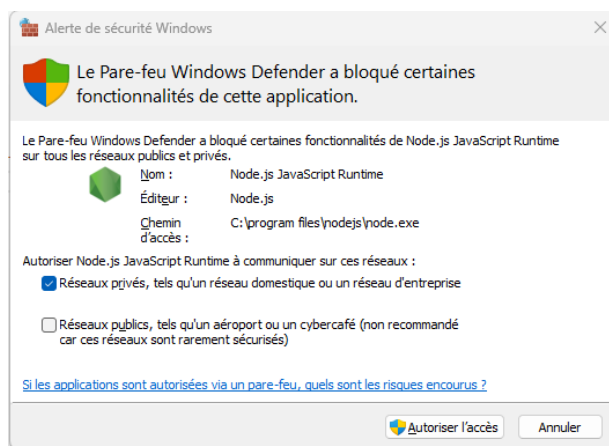 Alerte de sécurité Windows
Le Pare-feu Windows Defender a bloqué certaines
fonctionnalités de cette application.
Le Pare-feu Windows Defender a bloqué certaines fonctionnalités de Node.js JavaScript Runtime
sur tous les réseaux publics et privés.
Nom : Node.js JavaScript Runtime
Éditeur : Node.js
Chemin C:\program files\nodejs\node.exe
d'accès :
Autoriser Node.js JavaScript Runtime à communiquer sur ces réseaux :
Réseaux privés, tels qu'un réseau domestique ou un réseau d'entreprise
Réseaux publics, tels qu'un aéroport ou un cybercafé (non recommandé
car ces réseaux sont rarement sécurisés)
Si les applications sont autorisées via un pare-feu, quels sont les risques encourus ?
Autoriser l'accès Annuler